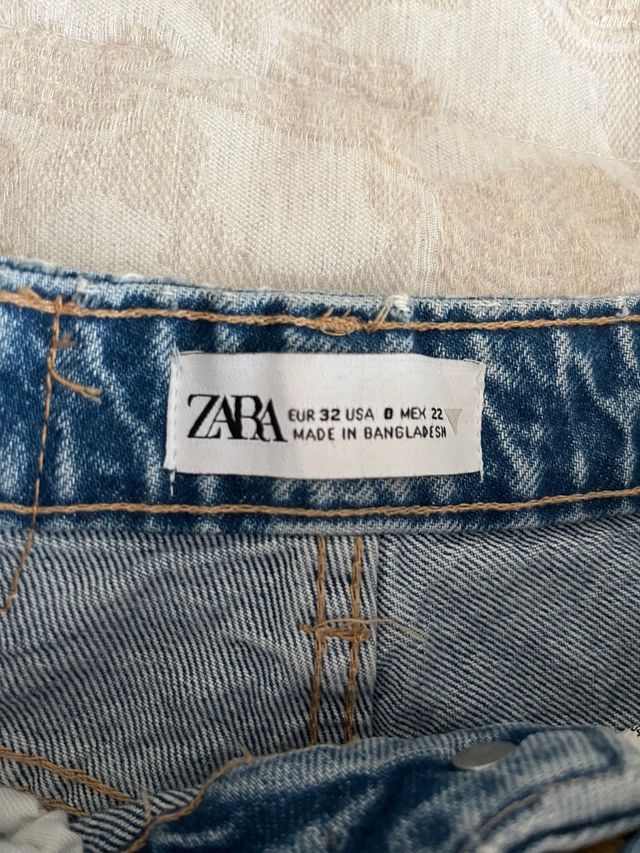 ZARA EUR 32 USA 0 MEX 22
MADE IN BANGLADESH